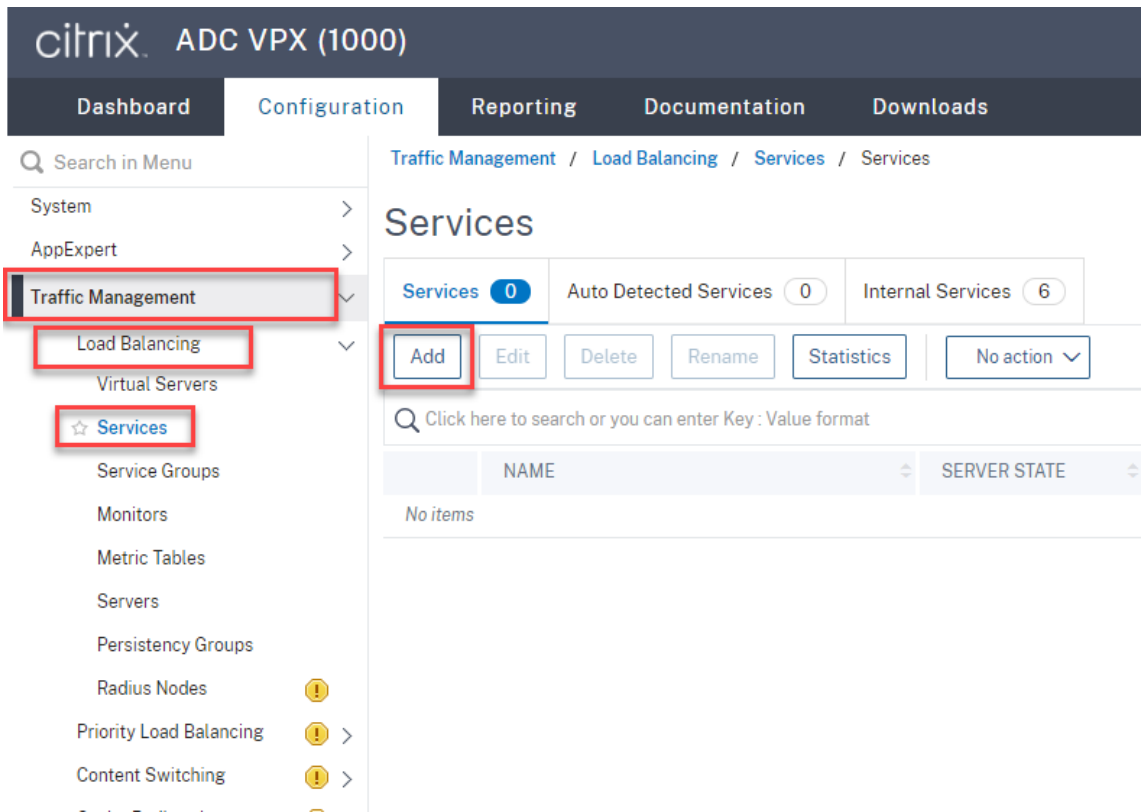 citrix. ADC VPX (1000)
Dashboard Configuration Reporting Documentation Downloads
Search in Menu
Traffic Management / Load Balancing / Services / Services
System
AppExpert
Traffic Management
Load Balancing
Virtual Servers
Services
Service Groups
Monitors
Metric Tables
Servers
Persistency Groups
Radius Nodes
Priority Load Balancing
Content Switching
Services
Services 0 Auto Detected Services 0 Internal Services 6
Add Edit Delete Rename Statistics No action
Click here to search or you can enter Key : Value format
NAME SERVER STATE
No items